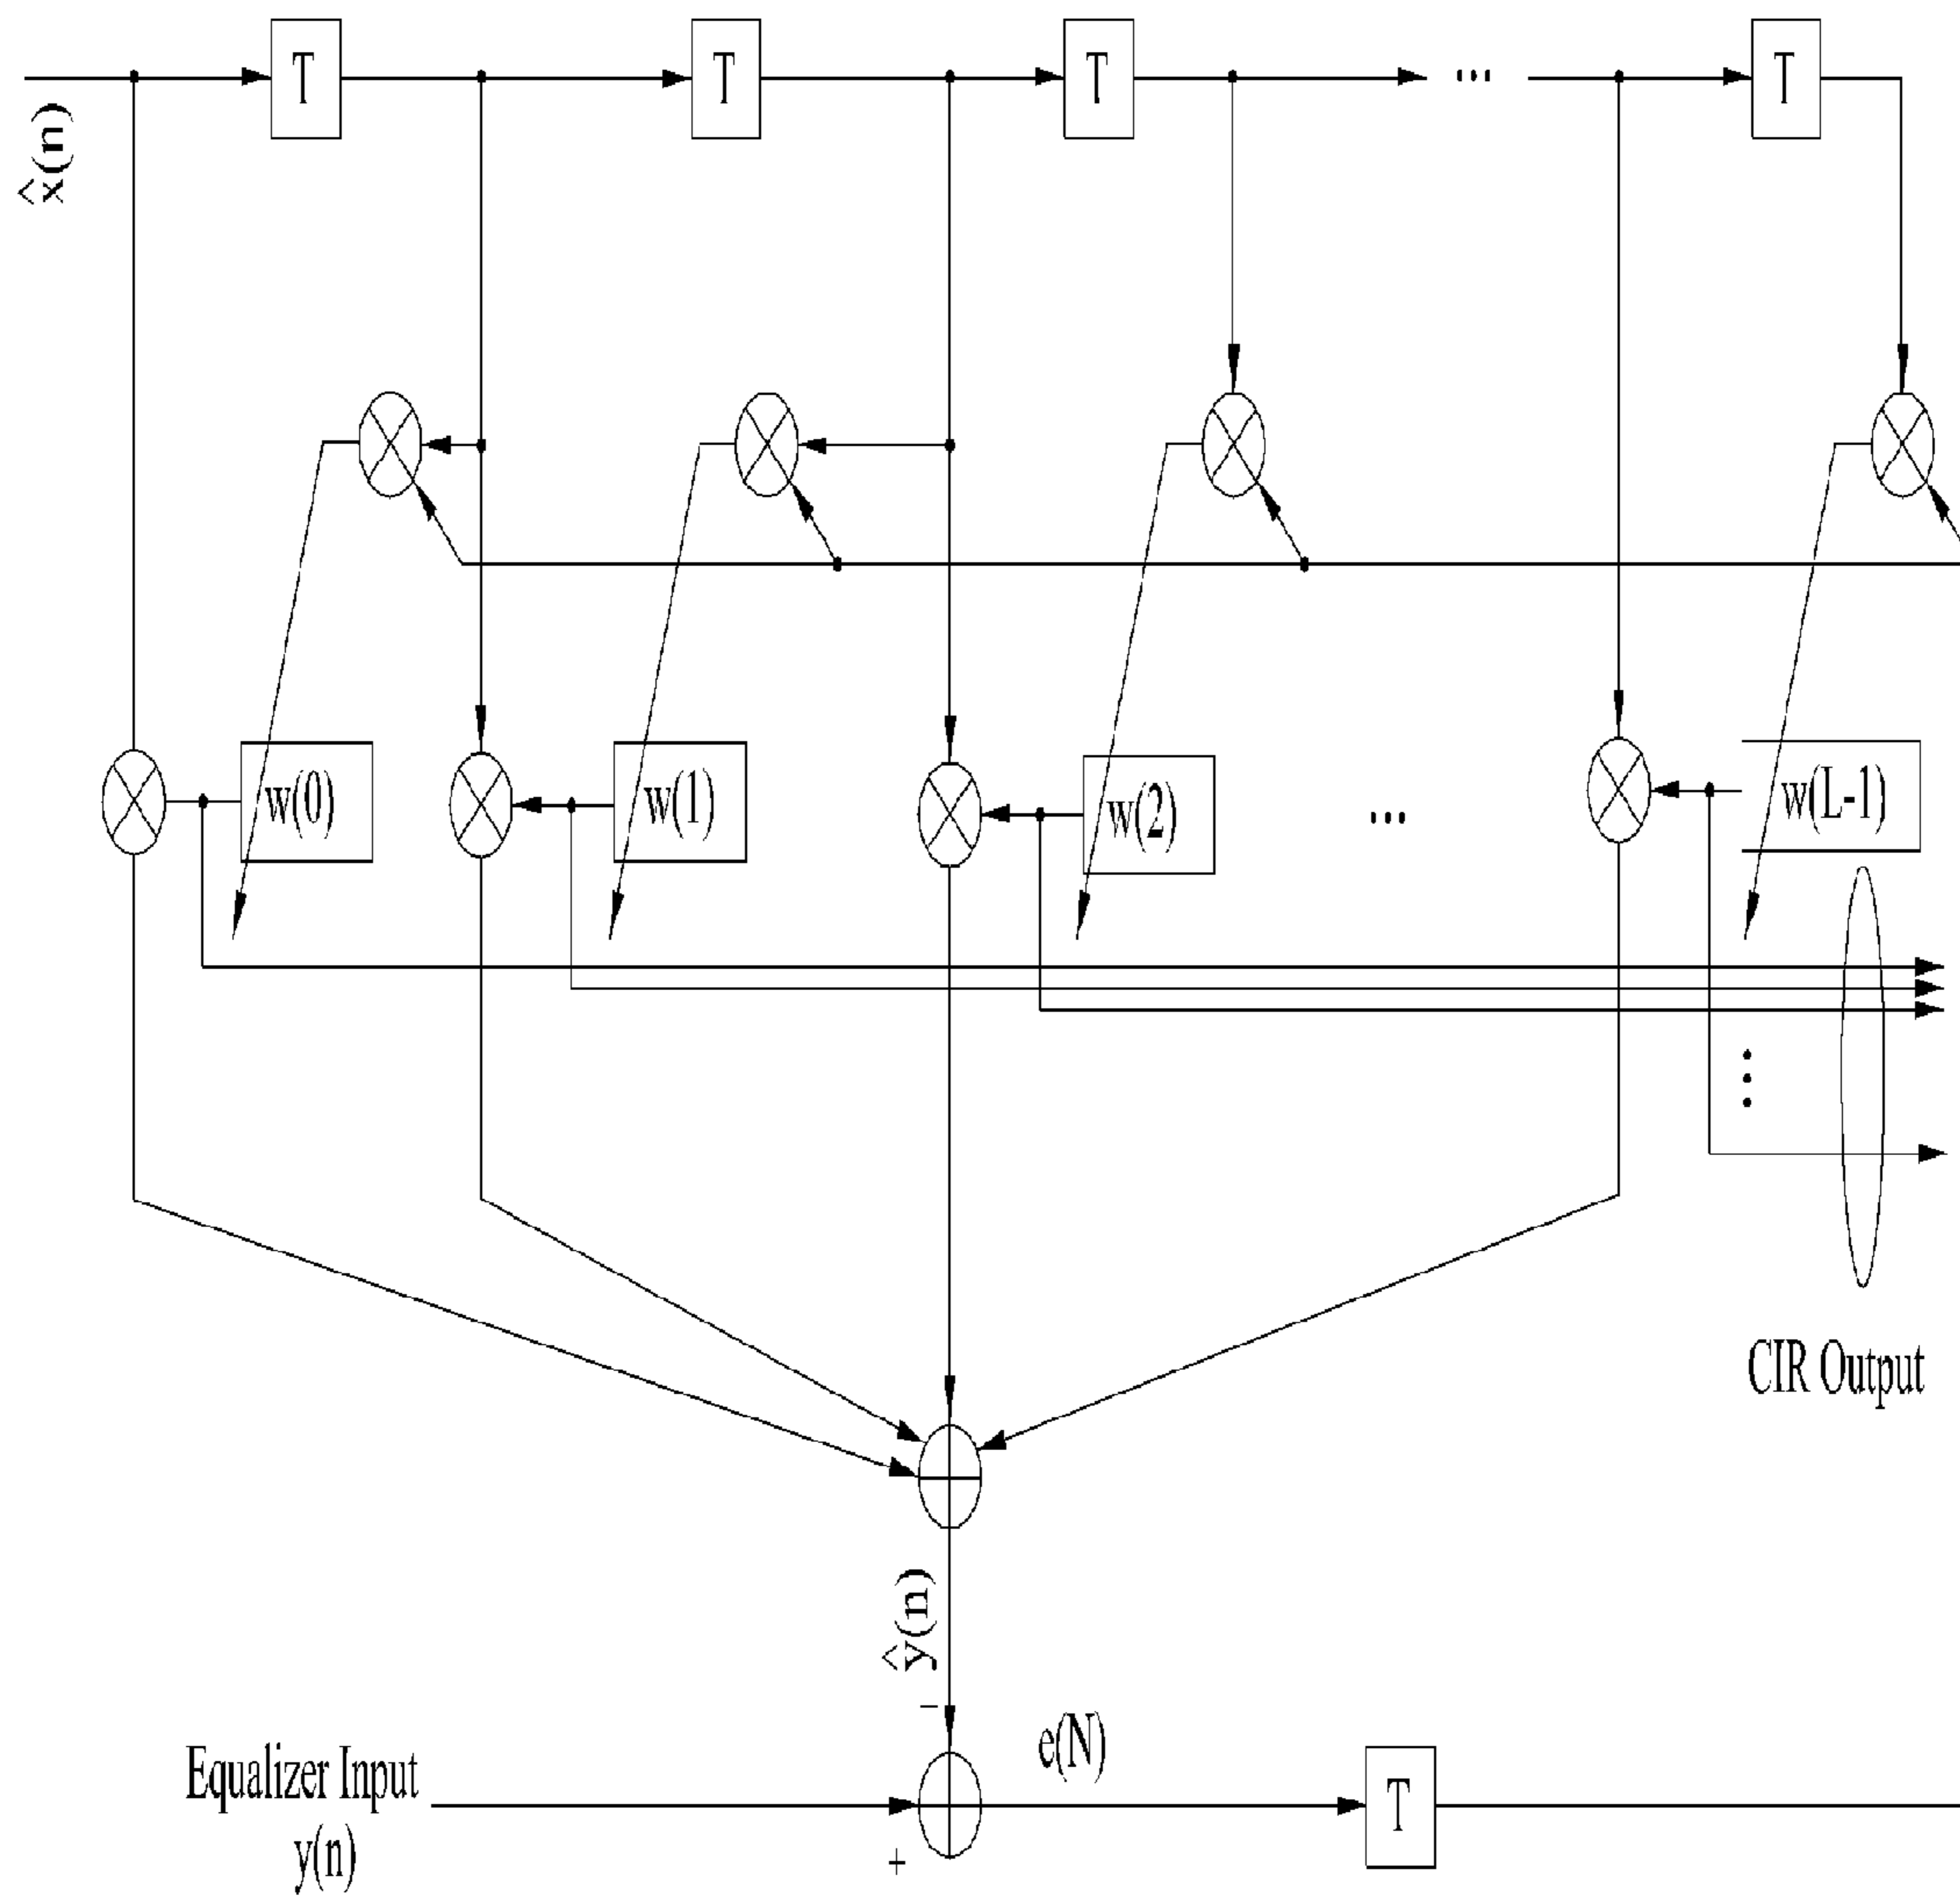 T T T ... T
x̂(n)
w(0) w(1) w(2) ... w(L-1)
CIR Output
ŷ(n)
−
e(N)
Equalizer Input
y(n)
T
+